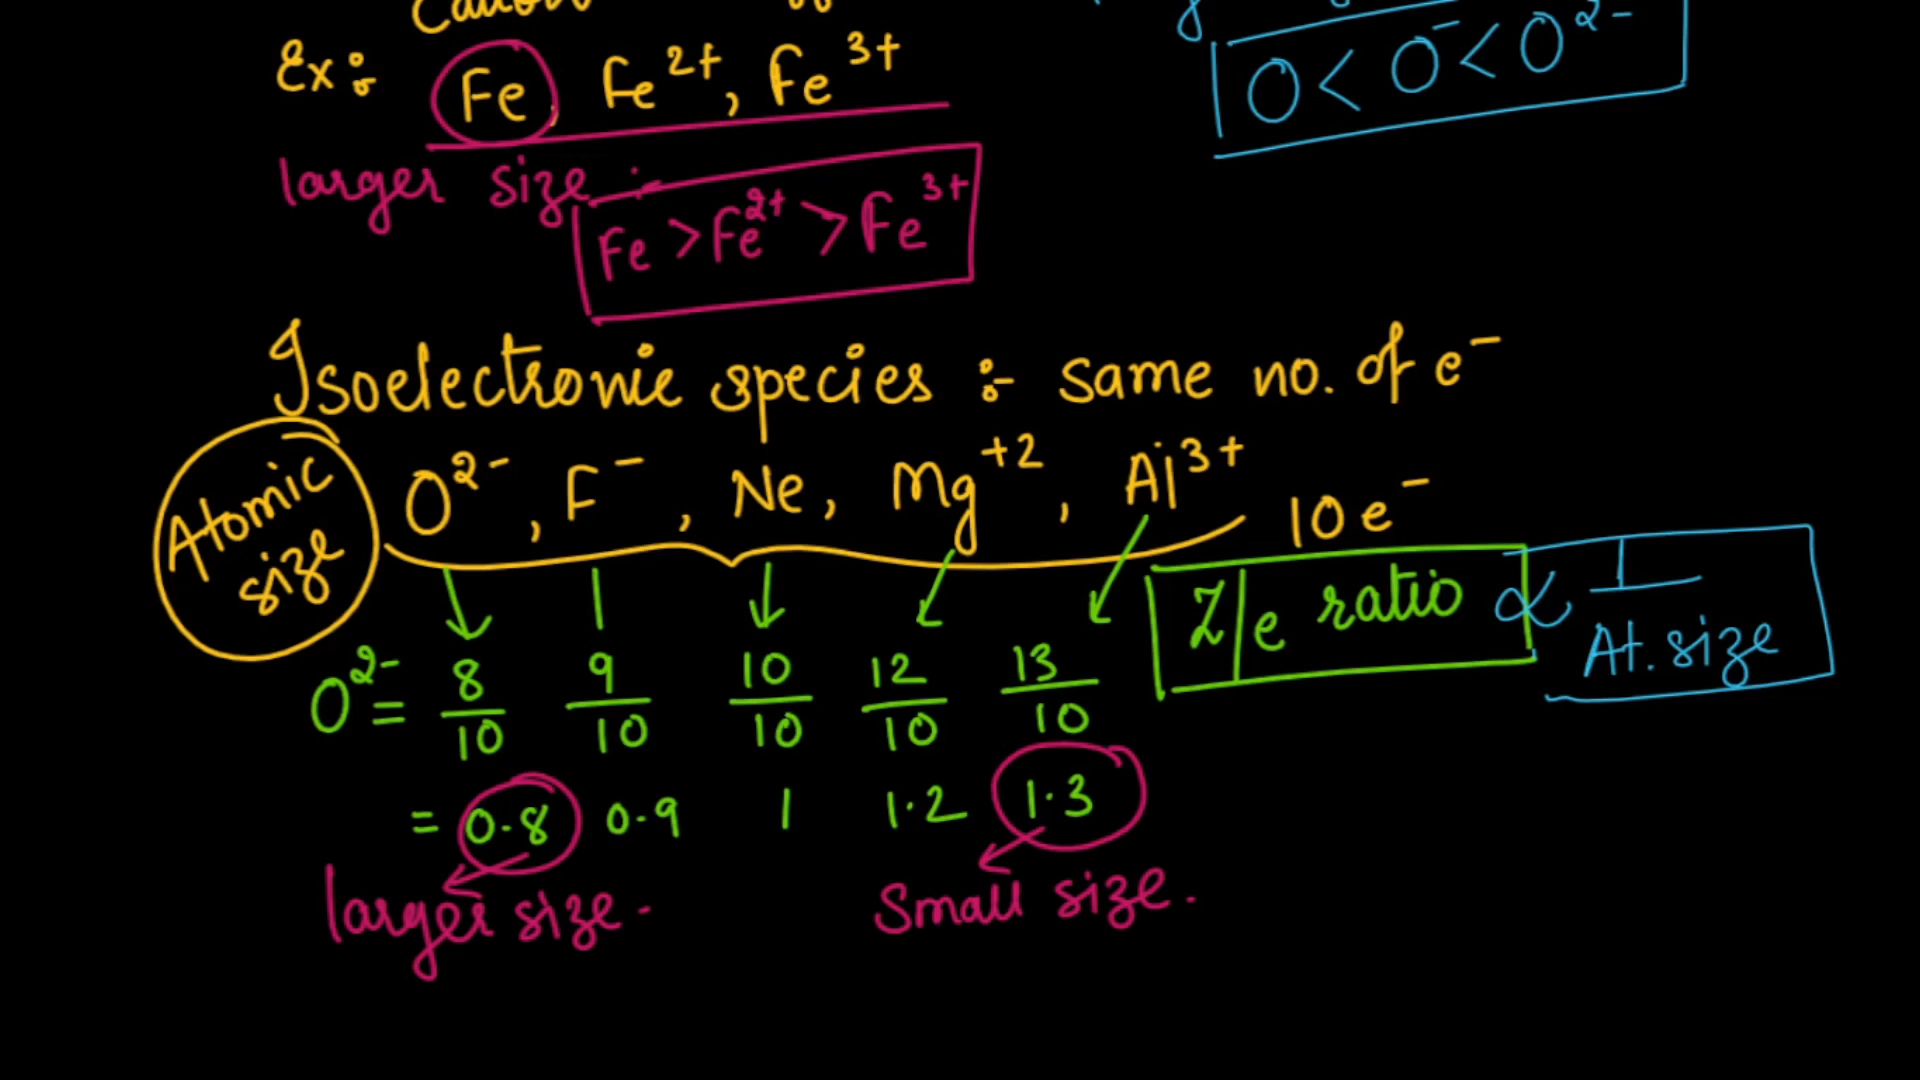 Ex:- Fe, Fe²⁺, Fe³⁺
O < O⁻ < O²⁻
larger size :-
Fe > Fe²⁺ > Fe³⁺
Isoelectronic species :- same no. of e⁻
Atomic size
O²⁻, F⁻, Ne, Mg⁺², Al³⁺ 10e⁻
Z/e ratio ∝ 1/At. size
O²⁻ = 8/10 9/10 10/10 12/10 13/10
= 0.8 0.9 1 1.2 1.3
larger size. Small size.